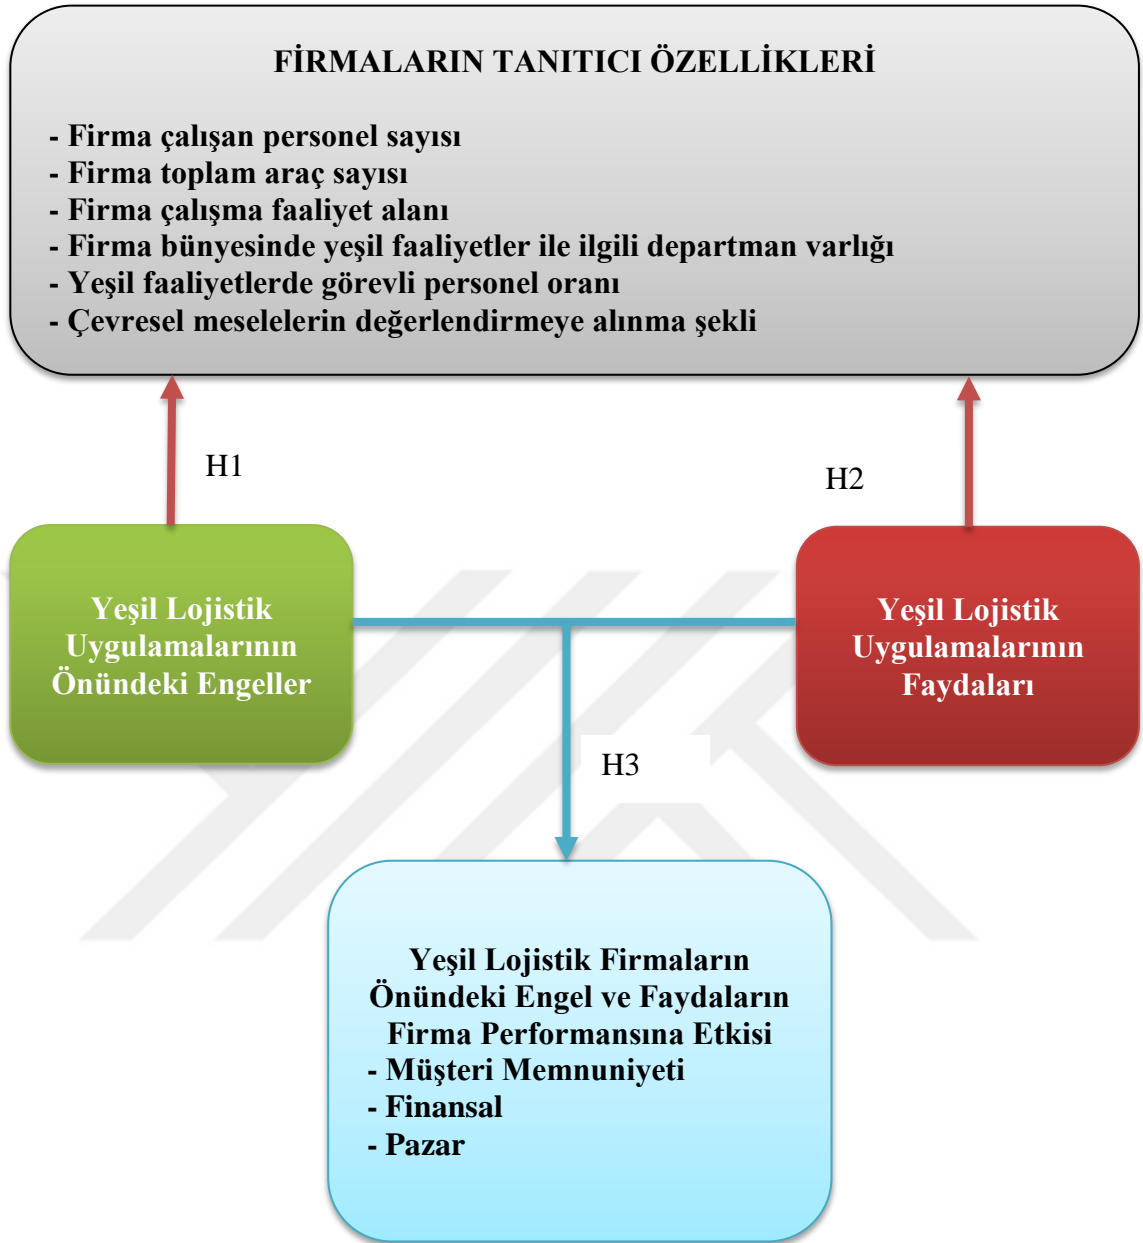 FİRMALARIN TANITICI ÖZELLİKLERİ
- Firma çalışan personel sayısı
- Firma toplam araç sayısı
- Firma çalışma faaliyet alanı
- Firma bünyesinde yeşil faaliyetler ile ilgili departman varlığı
- Yeşil faaliyetlerde görevli personel oranı
- Çevresel meselelerin değerlendirmeye alınma şekli
H1
H2
Yeşil Lojistik
Uygulamalarının
Önündeki Engeller
Yeşil Lojistik
Uygulamalarının
Faydaları
H3
Yeşil Lojistik Firmaların
Önündeki Engel ve Faydaların
Firma Performansına Etkisi
- Müşteri Memnuniyeti
- Finansal
- Pazar